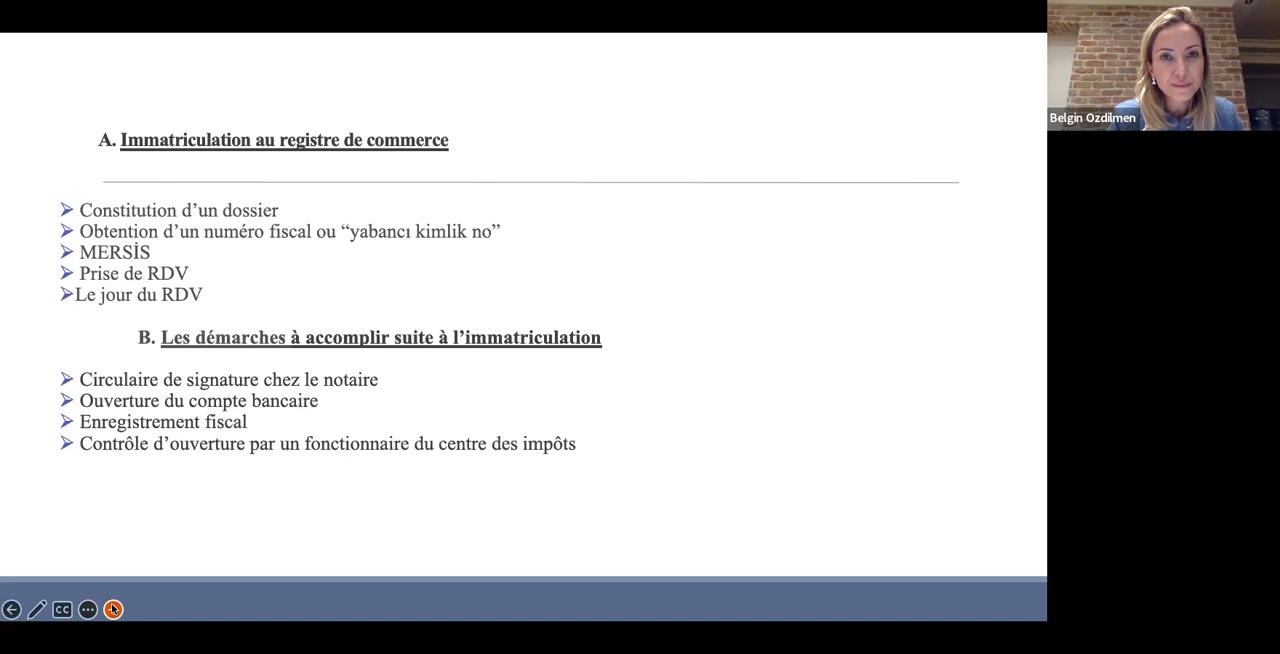 Belgin Ozdilmen
A. Immatriculation au registre de commerce
➢ Constitution d’un dossier
➢ Obtention d’un numéro fiscal ou “yabancı kimlik no”
➢ MERSİS
➢ Prise de RDV
➢Le jour du RDV
B. Les démarches à accomplir suite à l’immatriculation
➢ Circulaire de signature chez le notaire
➢ Ouverture du compte bancaire
➢ Enregistrement fiscal
➢ Contrôle d’ouverture par un fonctionnaire du centre des impôts
CC